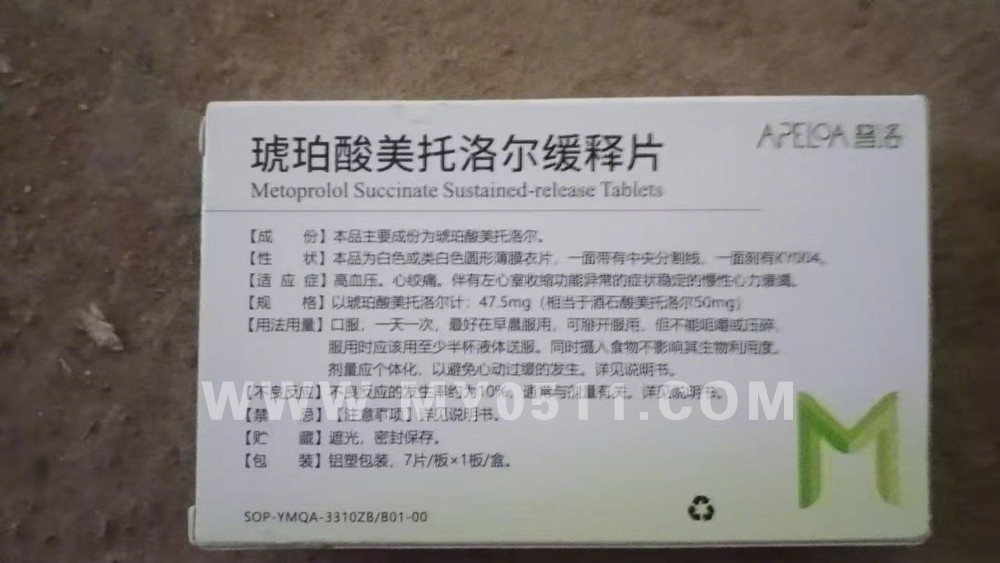 琥珀酸美托洛尔缓释片
APELOA 普洛
Metoprolol Succinate Sustained-release Tablets
【成 份】本品主要成份为琥珀酸美托洛尔。
【性 状】本品为白色或类白色圆形薄膜衣片，一面带有中央分割线，一面刻有KY004。
【适 应 症】高血压。心绞痛。伴有左心室收缩功能异常的症状稳定的慢性心力衰竭。
【规 格】以琥珀酸美托洛尔计：47.5mg（相当于酒石酸美托洛尔50mg）
【用法用量】口服，一天一次，最好在早晨服用，可掰开服用，但不能咀嚼或压碎，
服用时应该用至少半杯液体送服。同时摄入食物不影响其生物利用度。
剂量应个体化，以避免心动过缓的发生。详见说明书。
【不良反应】不良反应的发生率约为10%，通常与剂量有关。详见说明书。
【禁 忌】【注意事项】详见说明书。
【贮 藏】遮光，密封保存。
【包 装】铝塑包装，7片/板×1板/盒。
SOP-YMQA-3310ZB/B01-00
M
WWW.MY0511.COM